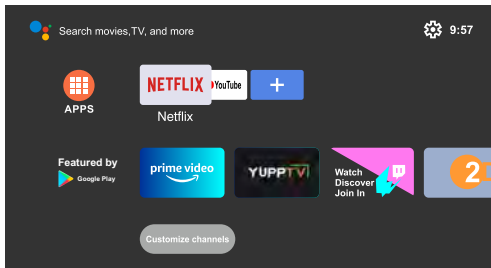 Search movies,TV, and more
9:57
NETFLIX
YouTube
+
APPS
Netflix
Featured by
Google Play
prime video
YUPPTV
Watch
Discover
Join In
2
Customize channels